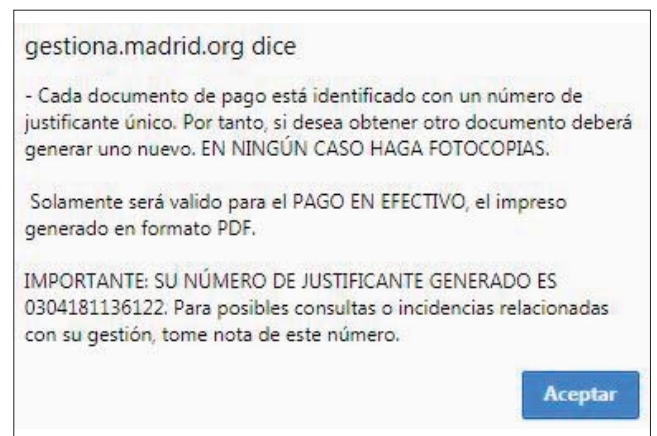 gestiona.madrid.org dice
- Cada documento de pago está identificado con un número de
justificante único. Por tanto, si desea obtener otro documento deberá
generar uno nuevo. EN NINGÚN CASO HAGA FOTOCOPIAS.
Solamente será valido para el PAGO EN EFECTIVO, el impreso
generado en formato PDF.
IMPORTANTE: SU NÚMERO DE JUSTIFICANTE GENERADO ES
0304181136122. Para posibles consultas o incidencias relacionadas
con su gestión, tome nota de este número.
Aceptar